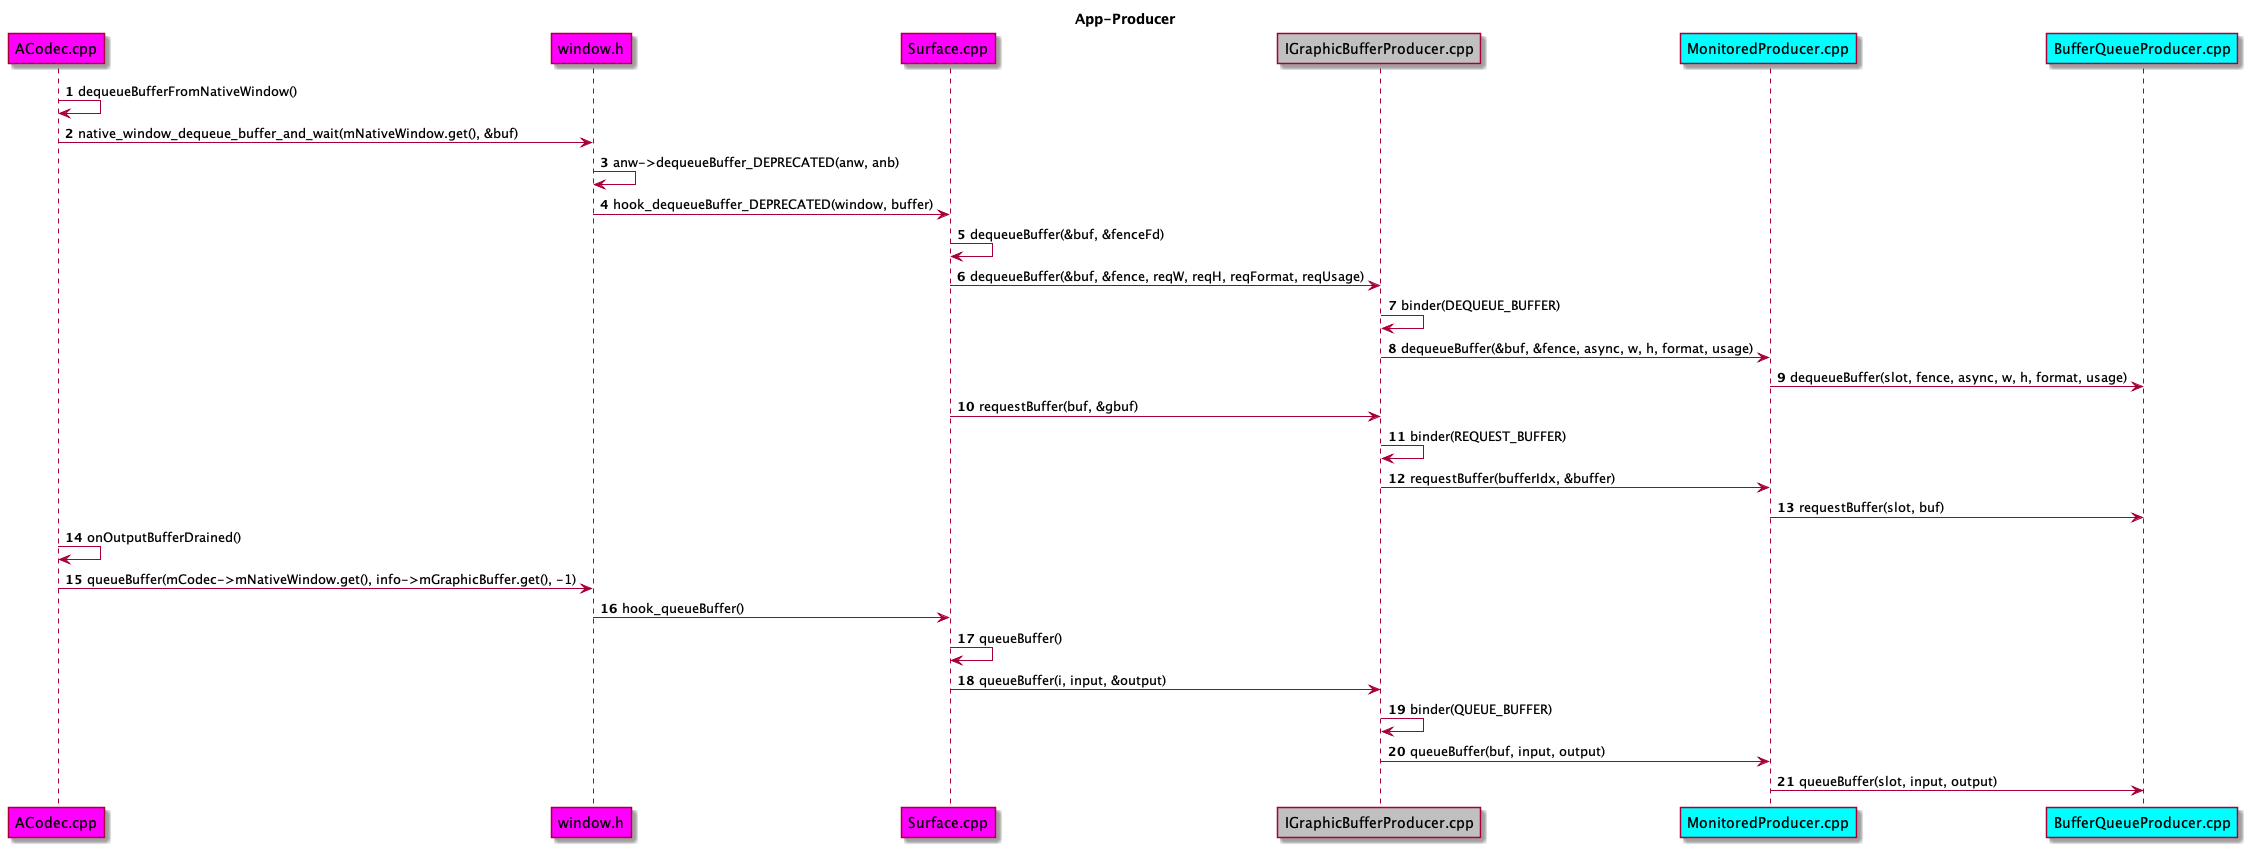 App-Producer
ACodec.cpp
window.h
Surface.cpp
IGraphicBufferProducer.cpp
MonitoredProducer.cpp
BufferQueueProducer.cpp
1 dequeueBufferFromNativeWindow()
2 native_window_dequeue_buffer_and_wait(mNativeWindow.get(), &buf)
3 anw->dequeueBuffer_DEPRECATED(anw, anb)
4 hook_dequeueBuffer_DEPRECATED(window, buffer)
5 dequeueBuffer(&buf, &fenceFd)
6 dequeueBuffer(&buf, &fence, reqW, reqH, reqFormat, reqUsage)
7 binder(DEQUEUE_BUFFER)
8 dequeueBuffer(&buf, &fence, async, w, h, format, usage)
9 dequeueBuffer(slot, fence, async, w, h, format, usage)
10 requestBuffer(buf, &gbuf)
11 binder(REQUEST_BUFFER)
12 requestBuffer(bufferIdx, &buffer)
13 requestBuffer(slot, buf)
14 onOutputBufferDrained()
15 queueBuffer(mCodec->mNativeWindow.get(), info->mGraphicBuffer.get(), -1)
16 hook_queueBuffer()
17 queueBuffer()
18 queueBuffer(i, input, &output)
19 binder(QUEUE_BUFFER)
20 queueBuffer(buf, input, output)
21 queueBuffer(slot, input, output)
ACodec.cpp
window.h
Surface.cpp
IGraphicBufferProducer.cpp
MonitoredProducer.cpp
BufferQueueProducer.cpp